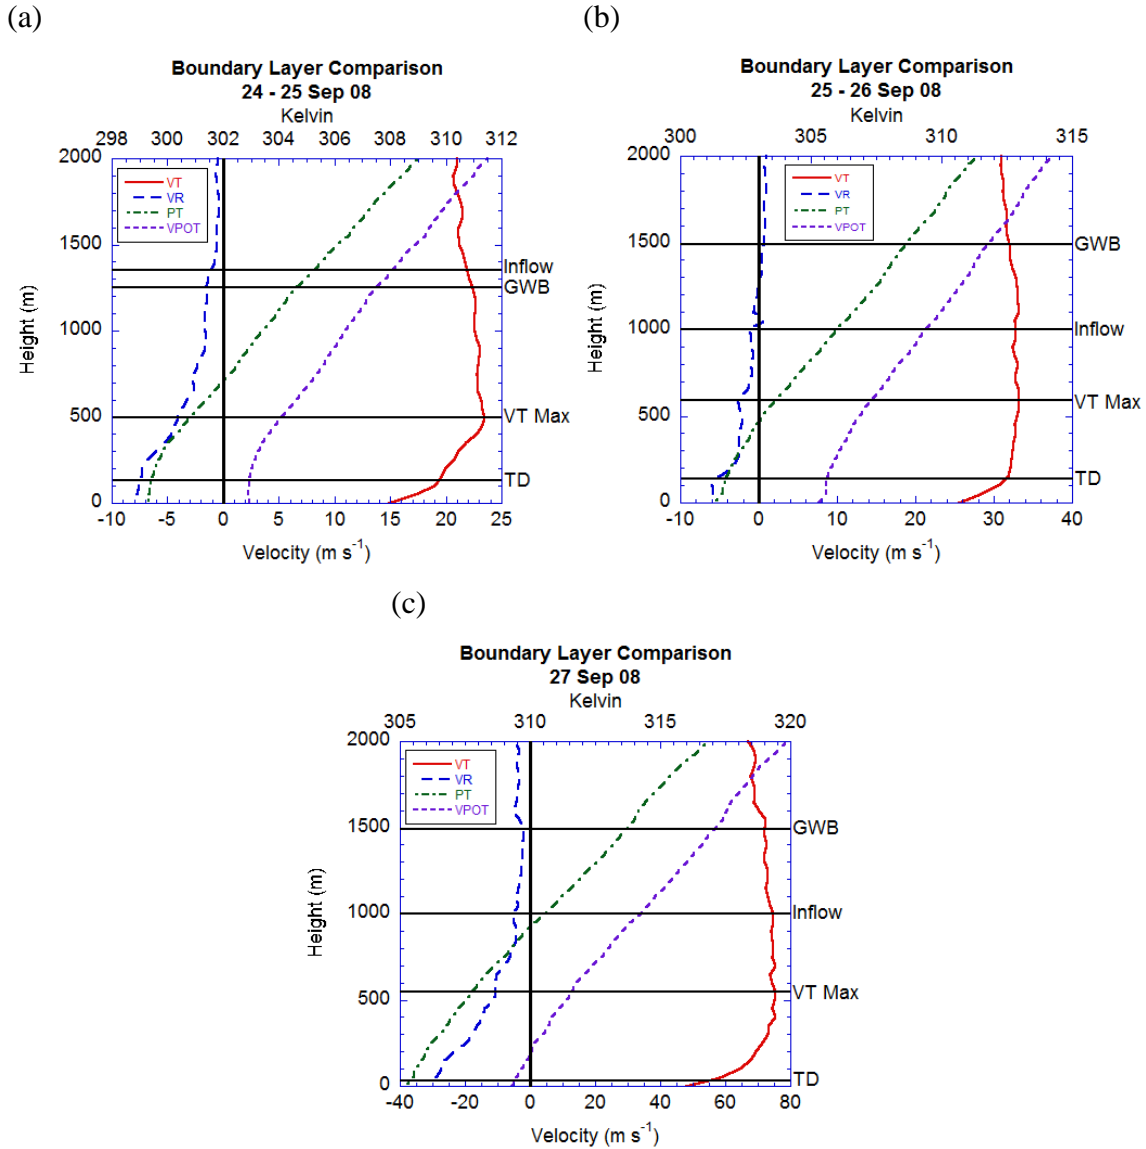 (a)
Boundary Layer Comparison
24 - 25 Sep 08
Kelvin
298 300 302 304 306 307 308 310 312
2000
1500
1000
500
0
Height (m)
VT
VR
PT
VPOT
Inflow
GWB
VT Max
TD
-10 -5 0 5 10 15 20 25
Velocity (m s-1)
(b)
Boundary Layer Comparison
25 - 26 Sep 08
Kelvin
300 305 310 315
2000
1500
1000
500
0
Height (m)
VT
VR
PT
VPOT
GWB
Inflow
VT Max
TD
-10 0 10 20 30 40
Velocity (m s-1)
(c)
Boundary Layer Comparison
27 Sep 08
Kelvin
305 310 315 320
2000
1500
1000
500
0
Height (m)
VT
VR
PT
VPOT
GWB
Inflow
VT Max
TD
-40 -20 0 20 40 60 80
Velocity (m s-1)